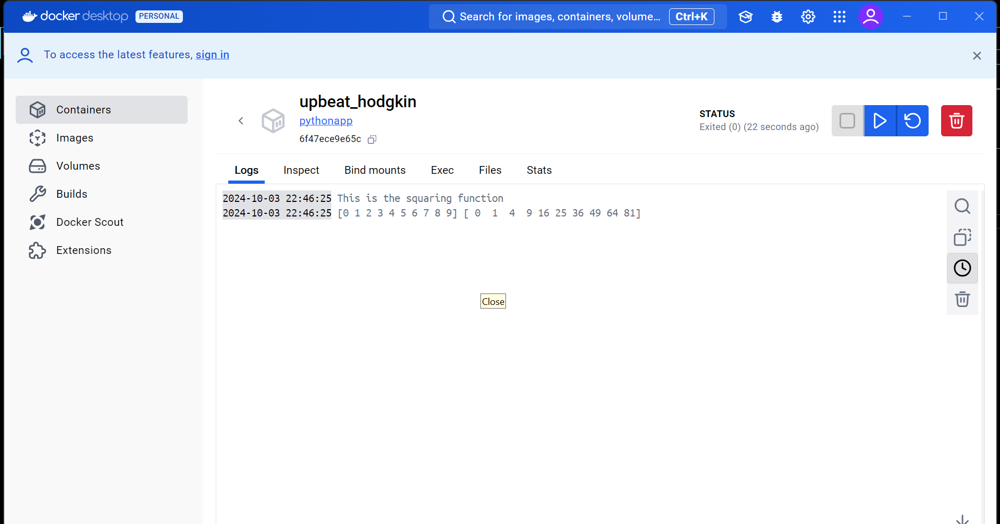 docker desktop PERSONAL Search for images, containers, volume... Ctrl+K
To access the latest features, sign in
Containers
Images
Volumes
Builds
Docker Scout
Extensions
upbeat_hodgkin
pythonapp
6f47ece9e65c
STATUS
Exited (0) (22 seconds ago)
Logs Inspect Bind mounts Exec Files Stats
2024-10-03 22:46:25 This is the squaring function
2024-10-03 22:46:25 [0 1 2 3 4 5 6 7 8 9] [ 0  1  4  9 16 25 36 49 64 81]
Close